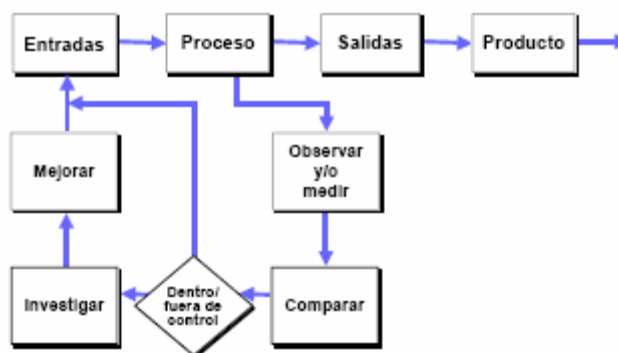 Entradas
Proceso
Salidas
Producto
Mejorar
Observar
y/o
medir
Investigar
Dentro/
fuera de
control
Comparar